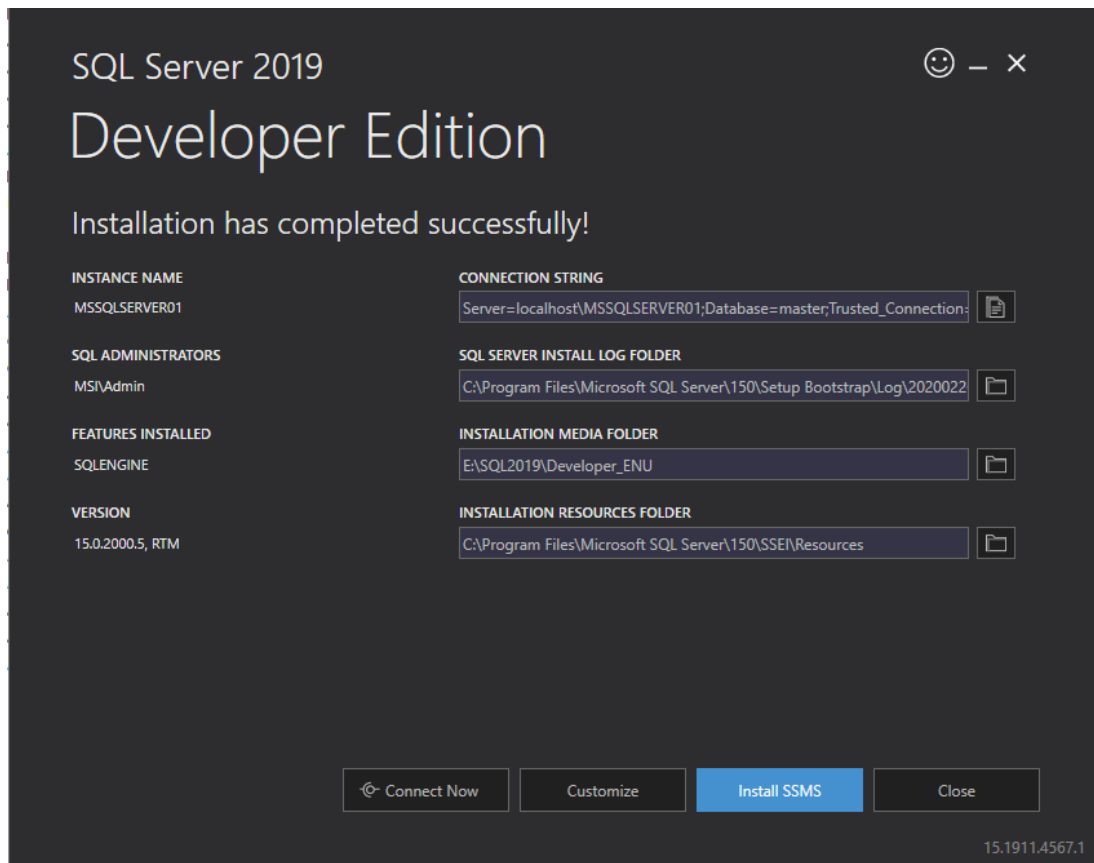 SQL Server 2019
Developer Edition
Installation has completed successfully!
INSTANCE NAME
MSSQLSERVER01
CONNECTION STRING
Server=localhost\MSSQLSERVER01;Database=master;Trusted_Connection=
SQL ADMINISTRATORS
MSI\Admin
SQL SERVER INSTALL LOG FOLDER
C:\Program Files\Microsoft SQL Server\150\Setup Bootstrap\Log\2020022
FEATURES INSTALLED
SQLENGINE
INSTALLATION MEDIA FOLDER
E:\SQL2019\Developer_ENU
VERSION
15.0.2000.5, RTM
INSTALLATION RESOURCES FOLDER
C:\Program Files\Microsoft SQL Server\150\SSEI\Resources
Connect Now
Customize
Install SSMS
Close
15.1911.4567.1